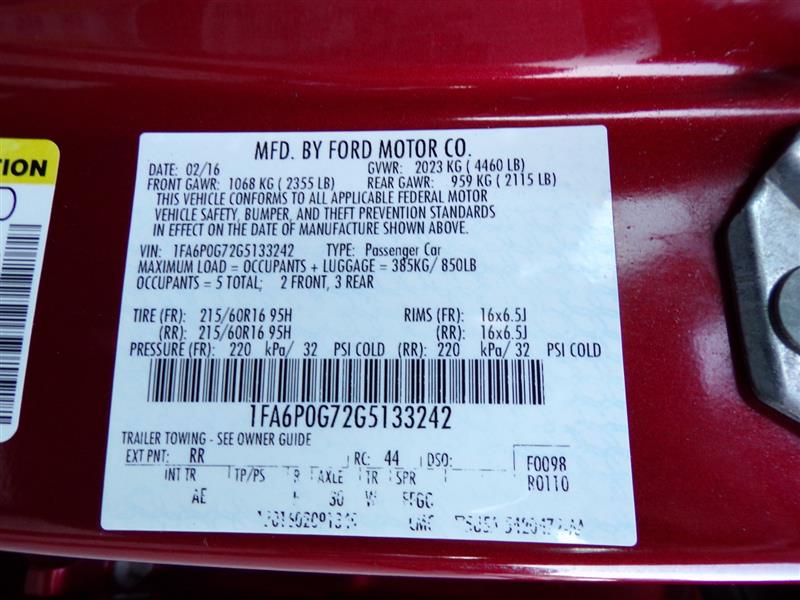 MFD. BY FORD MOTOR CO.
DATE: 02/16 GVWR: 2023 KG ( 4460 LB)
FRONT GAWR: 1068 KG ( 2355 LB) REAR GAWR: 959 KG ( 2115 LB)
THIS VEHICLE CONFORMS TO ALL APPLICABLE FEDERAL MOTOR
VEHICLE SAFETY, BUMPER, AND THEFT PREVENTION STANDARDS
IN EFFECT ON THE DATE OF MANUFACTURE SHOWN ABOVE.
VIN: 1FA6P0G72G5133242 TYPE: Passenger Car
MAXIMUM LOAD = OCCUPANTS + LUGGAGE = 385KG/ 850LB
OCCUPANTS = 5 TOTAL; 2 FRONT, 3 REAR
TIRE (FR): 215/60R16 95H RIMS (FR): 16x6.5J
(RR): 215/60R16 95H (RR): 16x6.5J
PRESSURE (FR): 220 kPa/ 32 PSI COLD (RR): 220 kPa/ 32 PSI COLD
1FA6P0G72G5133242
TRAILER TOWING - SEE OWNER GUIDE
EXT PNT: RR RC: 44 DSO: F0098
INT TR TP/PS R AXLE TR SPR R0110
AE
TION